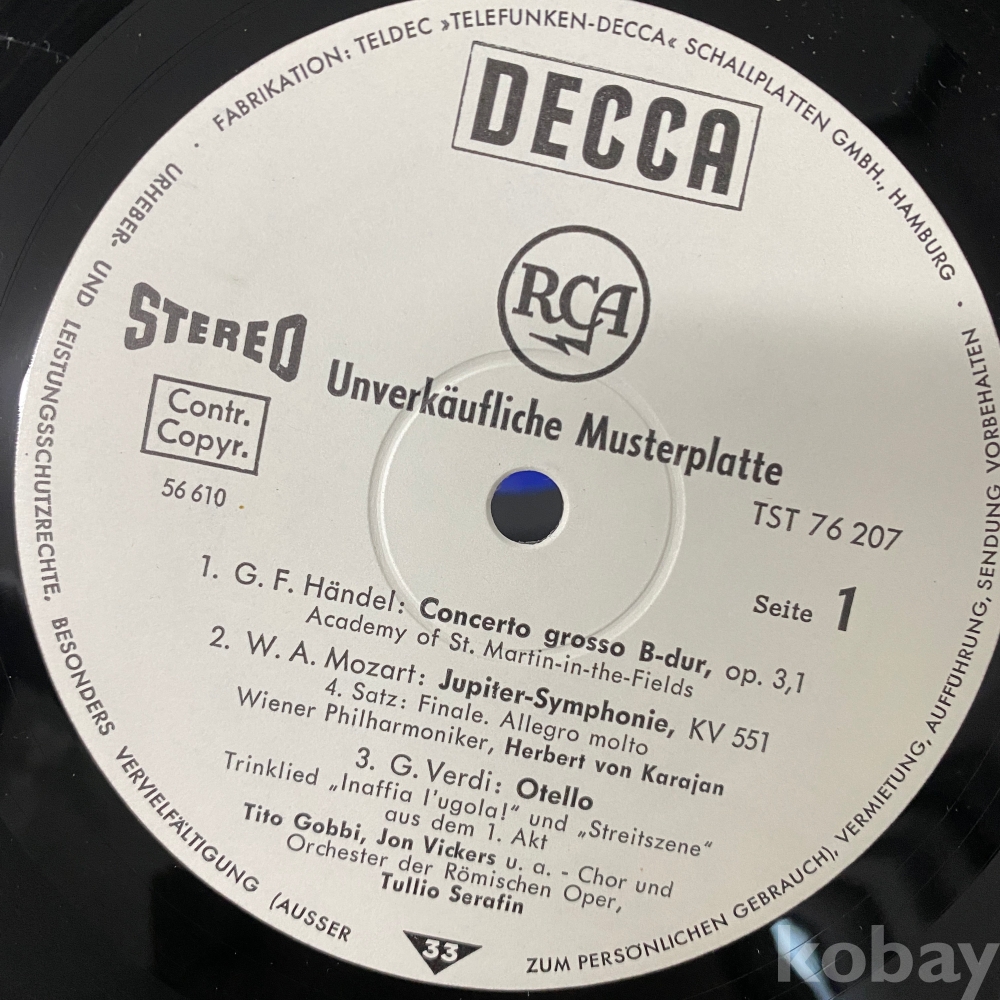 FABRIKATION: TELDEC »TELEFUNKEN-DECCA« SCHALLPLATTEN GMBH., HAMBURG ·
URHEBER- UND LEISTUNGSSCHUTZRECHTE, BESONDERS VERVIELFÄLTIGUNG (AUSSER
ZUM PERSÖNLICHEN GEBRAUCH), VERMIETUNG, AUFFÜHRUNG, SENDUNG VORBEHALTEN
DECCA
RCA
STEREO
Unverkäufliche Musterplatte
Contr.
Copyr.
56 610
TST 76 207
Seite 1
1. G. F. Händel: Concerto grosso B-dur, op. 3,1
Academy of St. Martin-in-the-Fields
2. W. A. Mozart: Jupiter-Symphonie, KV 551
4. Satz: Finale. Allegro molto
Wiener Philharmoniker, Herbert von Karajan
3. G. Verdi: Otello
Trinklied „Inaffia l'ugola!" und „Streitszene"
aus dem 1. Akt
Tito Gobbi, Jon Vickers u. a. - Chor und
Orchester der Römischen Oper,
Tullio Serafin
33
kobay